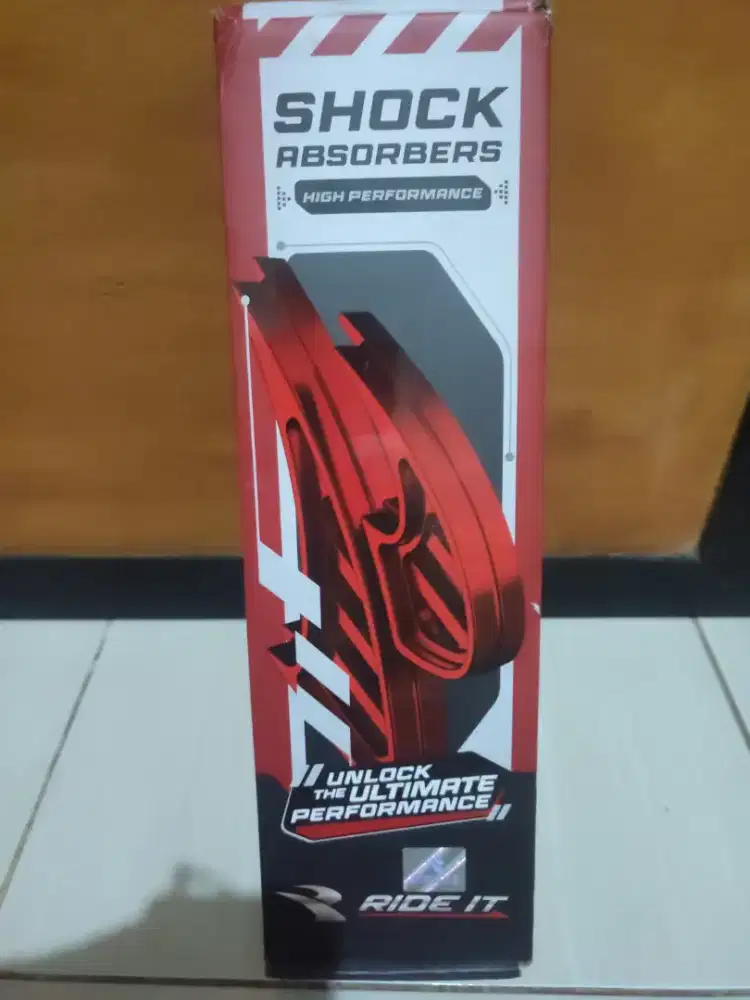 SHOCK
ABSORBERS
HIGH PERFORMANCE
UNLOCK
THE ULTIMATE
PERFORMANCE
RIDE IT